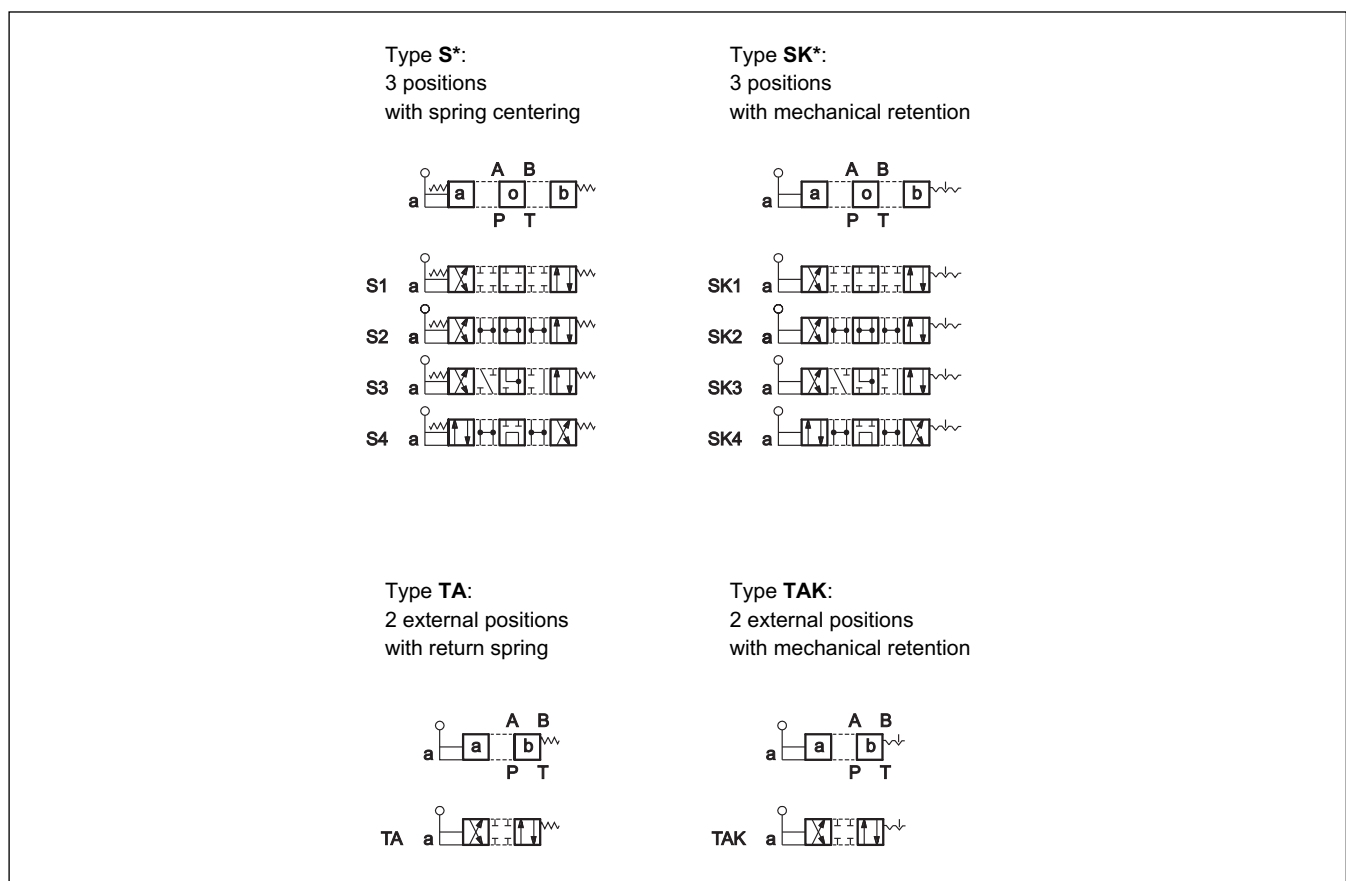 Type S*:
3 positions
with spring centering
A B
a a o b
P T
S1 a
S2 a
S3 a
S4 a
Type SK*:
3 positions
with mechanical retention
A B
a a o b
P T
SK1 a
SK2 a
SK3 a
SK4 a
Type TA:
2 external positions
with return spring
A B
a a b
P T
TA a
Type TAK:
2 external positions
with mechanical retention
A B
a a b
P T
TAK a